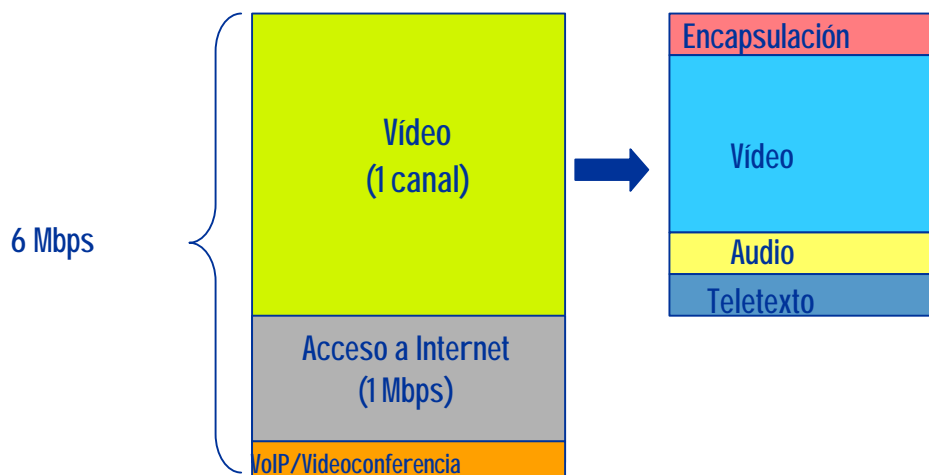 6 Mbps
Vídeo
(1 canal)
Acceso a Internet
(1 Mbps)
VoIP/Videoconferencia
Encapsulación
Vídeo
Audio
Teletexto